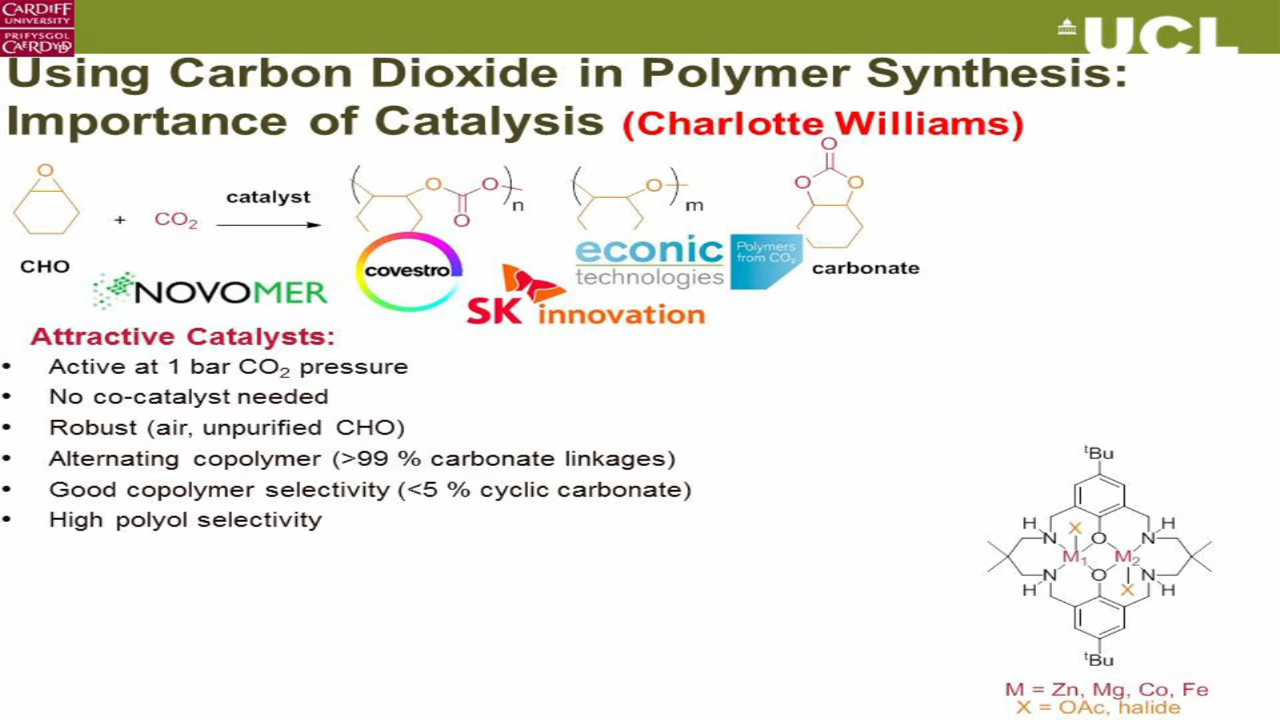 CARDIFF
UNIVERSITY
PRIFYSGOL
CAERDYDD
UCL
Using Carbon Dioxide in Polymer Synthesis:
Importance of Catalysis (Charlotte Williams)
O
+ CO2
catalyst
O O
O
n
O
m
O
O O
CHO
carbonate
NOVOMER
covestro
SK innovation
econic
technologies
Polymers
from CO2
Attractive Catalysts:
• Active at 1 bar CO2 pressure
• No co-catalyst needed
• Robust (air, unpurified CHO)
• Alternating copolymer (>99 % carbonate linkages)
• Good copolymer selectivity (<5 % cyclic carbonate)
• High polyol selectivity
tBu
H X H
N O N
M1 M2
N O N
H X H
tBu
M = Zn, Mg, Co, Fe
X = OAc, halide